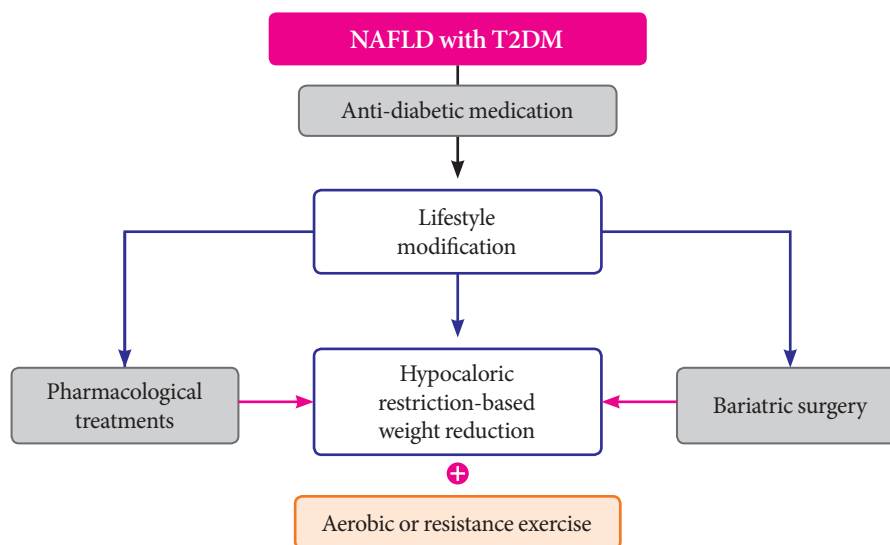 NAFLD with T2DM
Anti-diabetic medication
Lifestyle
modification
Pharmacological
treatments
Hypocaloric
restriction-based
weight reduction
Bariatric surgery
+
Aerobic or resistance exercise